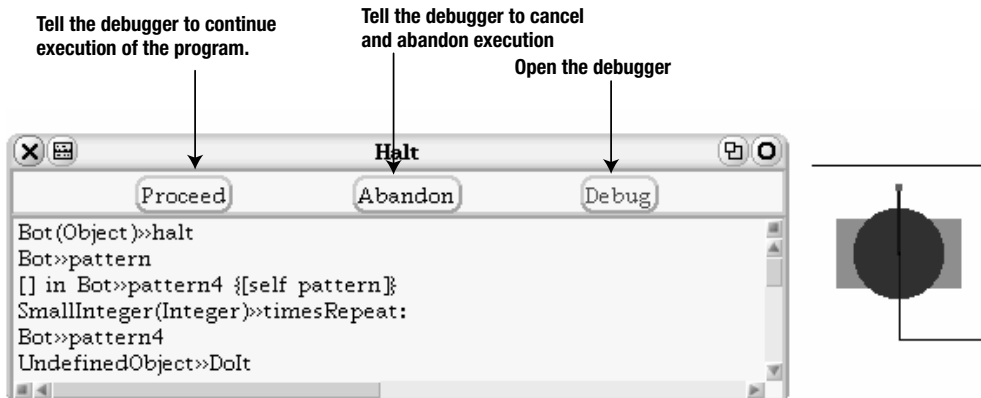 Tell the debugger to continue
execution of the program.
Tell the debugger to cancel
and abandon execution
Open the debugger
Halt
Proceed
Abandon
Debug
Bot(Object)»halt
Bot»pattern
[] in Bot»pattern4 {[self pattern]}
SmallInteger(Integer)»timesRepeat:
Bot»pattern4
UndefinedObject»DoIt